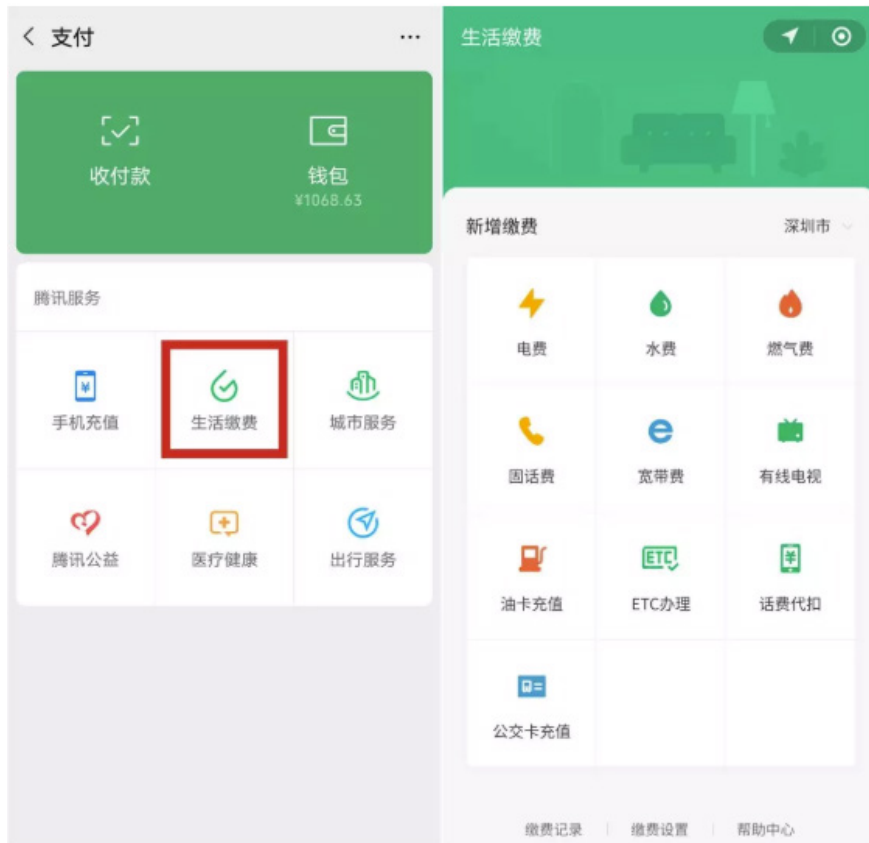 支付
收付款
钱包
¥1068.63
腾讯服务
手机充值
生活缴费
城市服务
腾讯公益
医疗健康
出行服务
生活缴费
新增缴费
深圳市
电费
水费
燃气费
固话费
宽带费
有线电视
油卡充值
ETC
ETC办理
话费代扣
公交卡充值
缴费记录
缴费设置
帮助中心